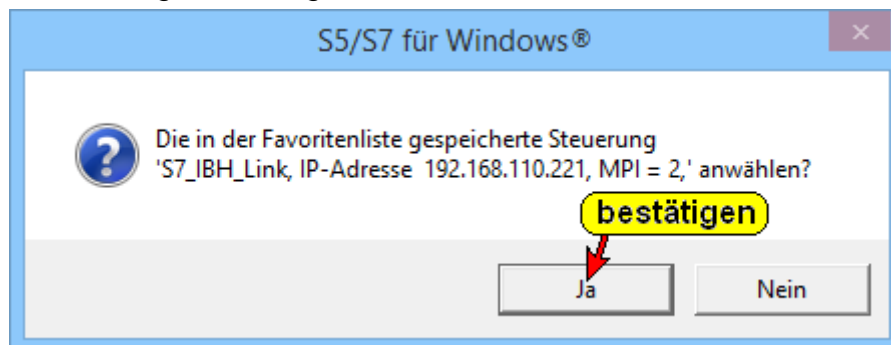 S5/S7 für Windows®
Die in der Favoritenliste gespeicherte Steuerung
'S7_IBH_Link, IP-Adresse  192.168.110.221, MPI = 2,' anwählen?
bestätigen
Ja
Nein